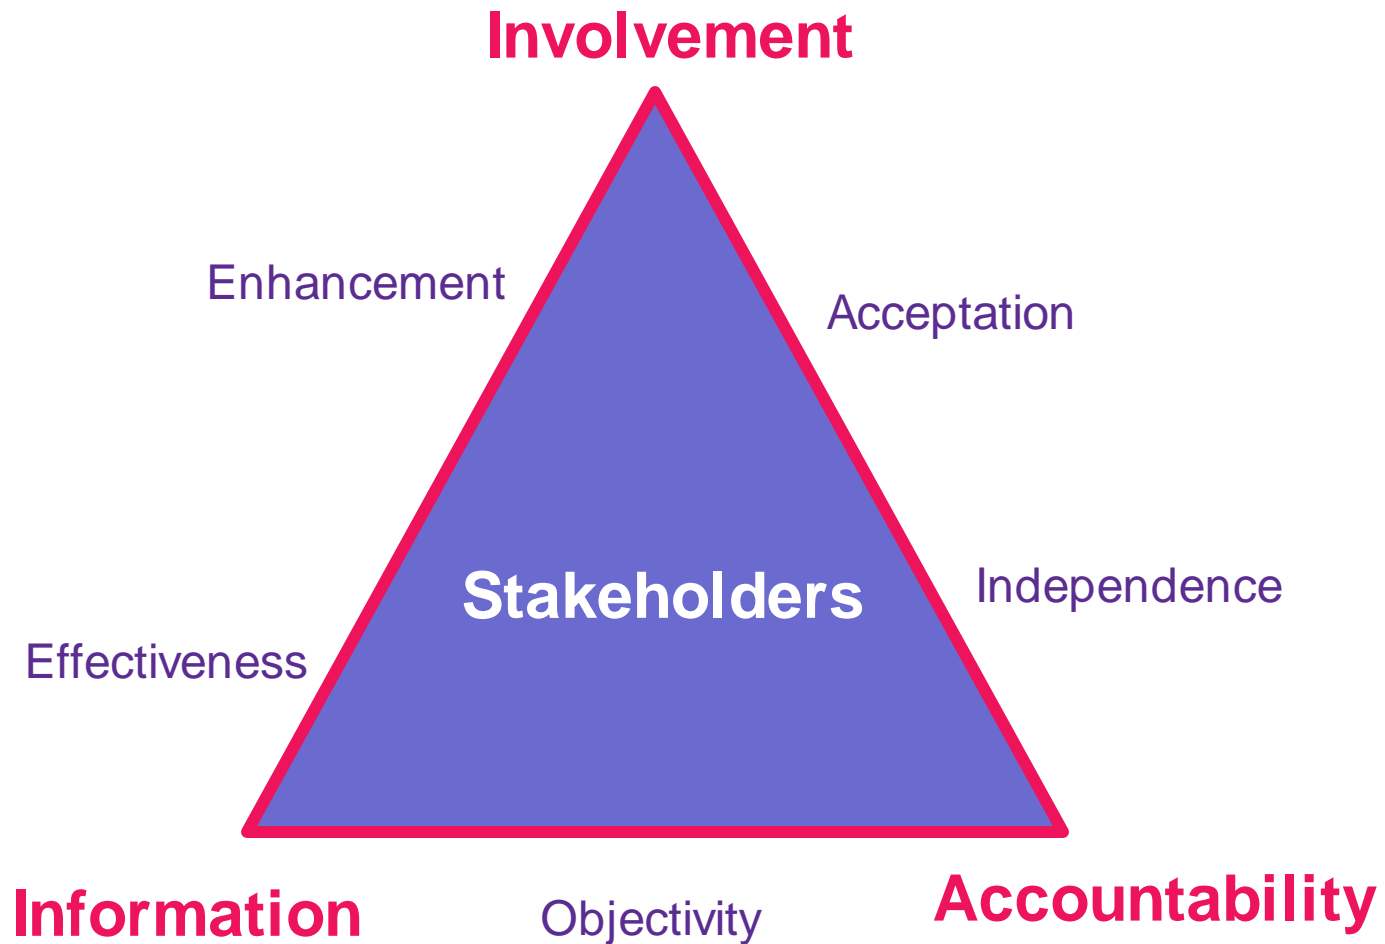 Involvement
Enhancement
Acceptation
Stakeholders
Independence
Effectiveness
Information
Objectivity
Accountability